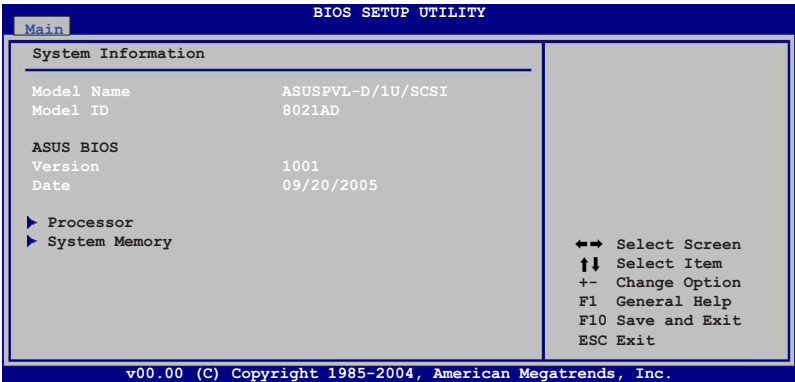 BIOS SETUP UTILITY
Main
System Information
Model Name ASUSPVL-D/1U/SCSI
Model ID 8021AD
ASUS BIOS
Version 1001
Date 09/20/2005
Processor
System Memory
←→ Select Screen
↑↓ Select Item
+- Change Option
F1 General Help
F10 Save and Exit
ESC Exit
v00.00 (C) Copyright 1985-2004, American Megatrends, Inc.